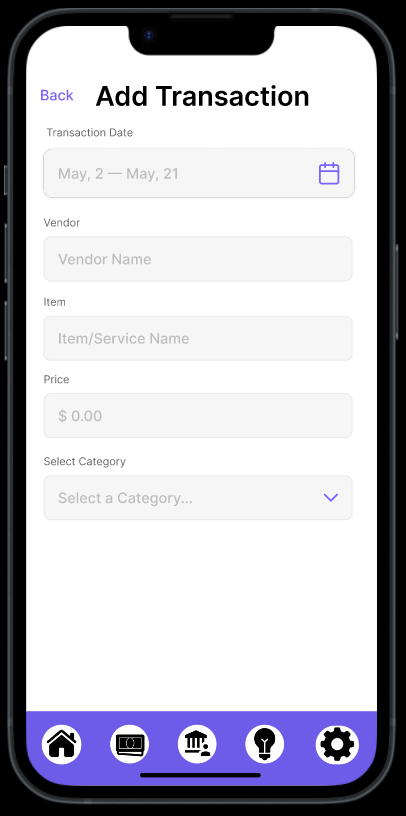 Back Add Transaction
Transaction Date
May, 2 — May, 21
Vendor
Vendor Name
Item
Item/Service Name
Price
$ 0.00
Select Category
Select a Category...